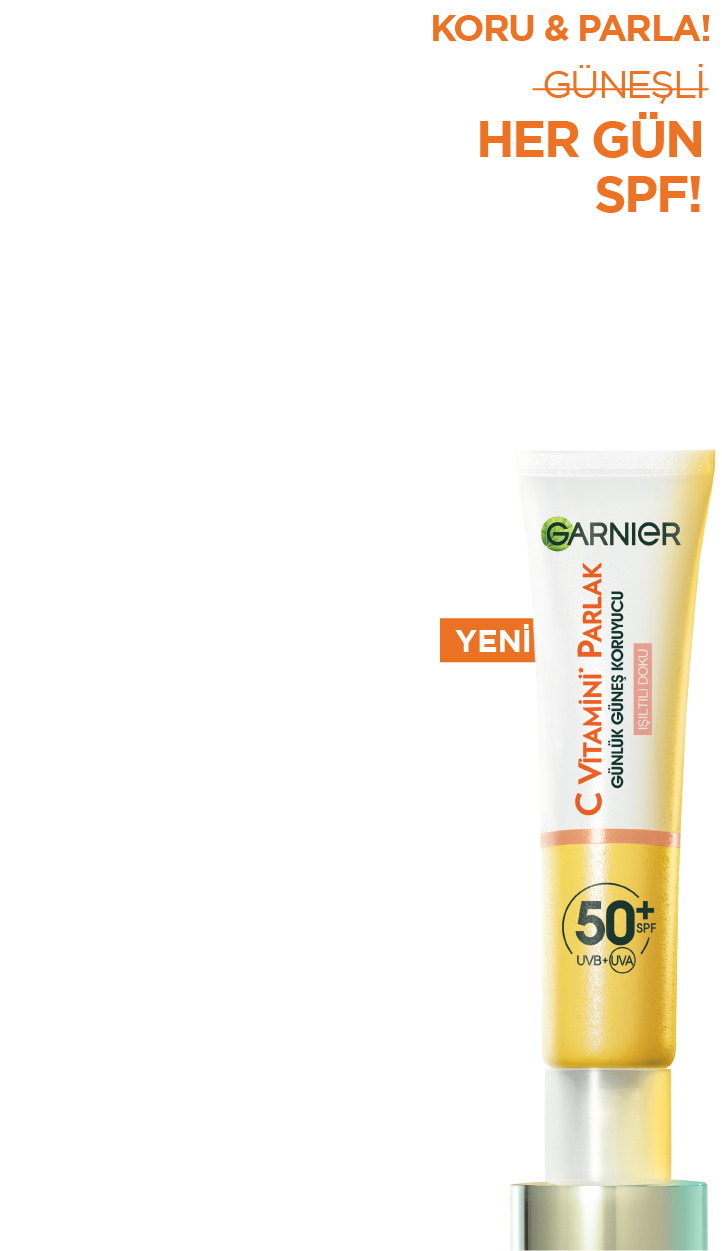 KORU & PARLA!
GÜNEŞLİ
HER GÜN
SPF!
GARNIER
YENİ
C VİTAMİNİ* PARLAK
GÜNLÜK GÜNEŞ KORUYUCU
IŞILTILI DOKU
50+
SPF
UVB+UVA